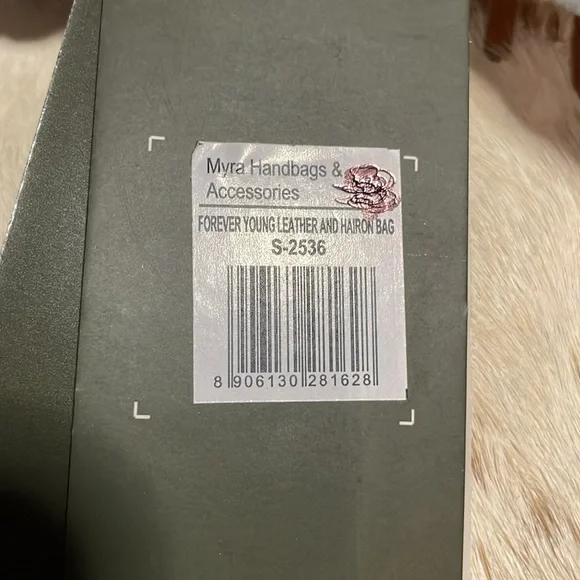 Myra Handbags &
Accessories
FOREVER YOUNG LEATHER AND HAIRON BAG
S-2536
8 906130 281628